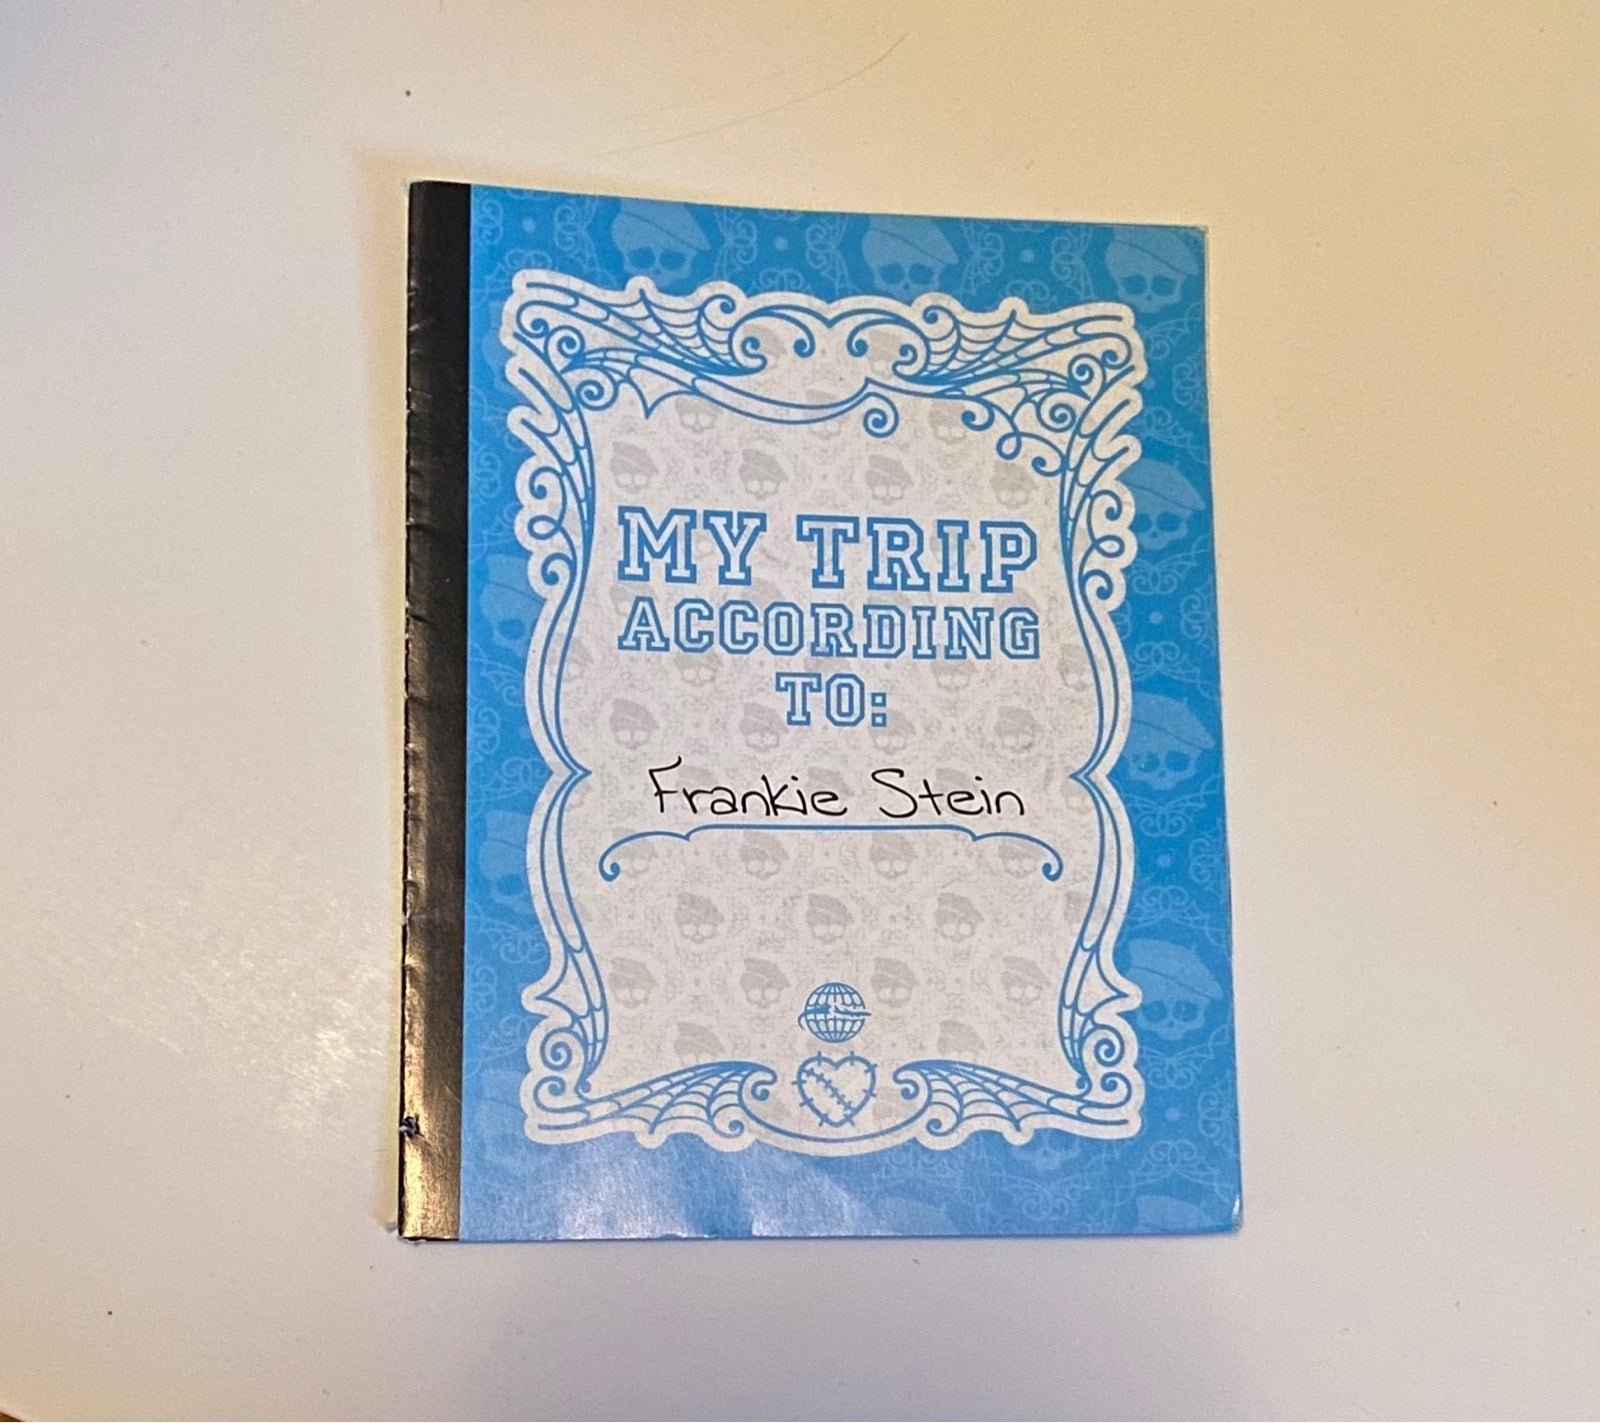 MY TRIP
ACCORDING
TO:
Frankie Stein